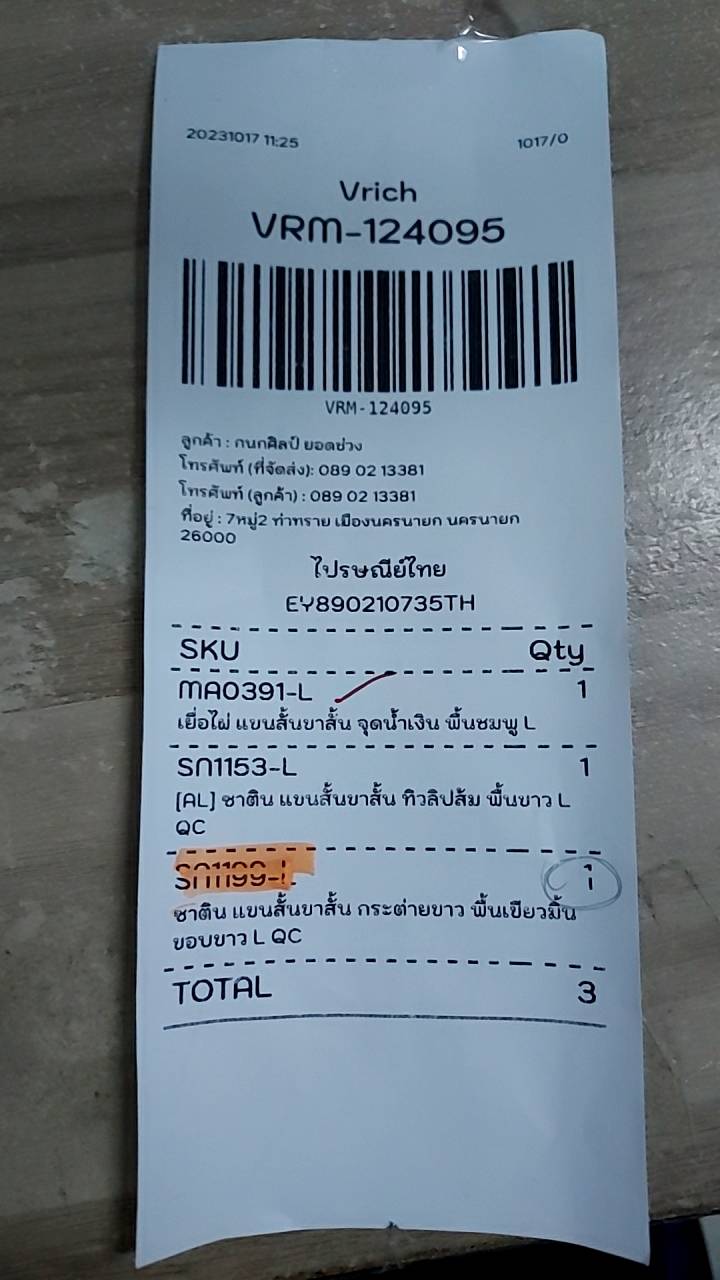 20231017 11:25 1017/0
Vrich
VRM-124095
VRM-124095
ลูกค้า : กนกศิลป์ ยอดช่วง
โทรศัพท์ (ที่จัดส่ง): 089 02 13381
โทรศัพท์ (ลูกค้า) : 089 02 13381
ที่อยู่ : 7หมู่2 ท่าทราย เมืองนครนายก นครนายก
26000
ไปรษณีย์ไทย
EY890210735TH
SKU Qty
MA0391-L 1
เยื่อไผ่ แขนสั้นขาสั้น จุดน้ำเงิน พื้นชมพู L
SN1153-L 1
[AL] ซาติน แขนสั้นขาสั้น ทิวลิปส้ม พื้นขาว L
QC
SN1199-L 1
ซาติน แขนสั้นขาสั้น กระต่ายขาว พื้นเขียวมิ้น
ขอบขาว L QC
TOTAL 3